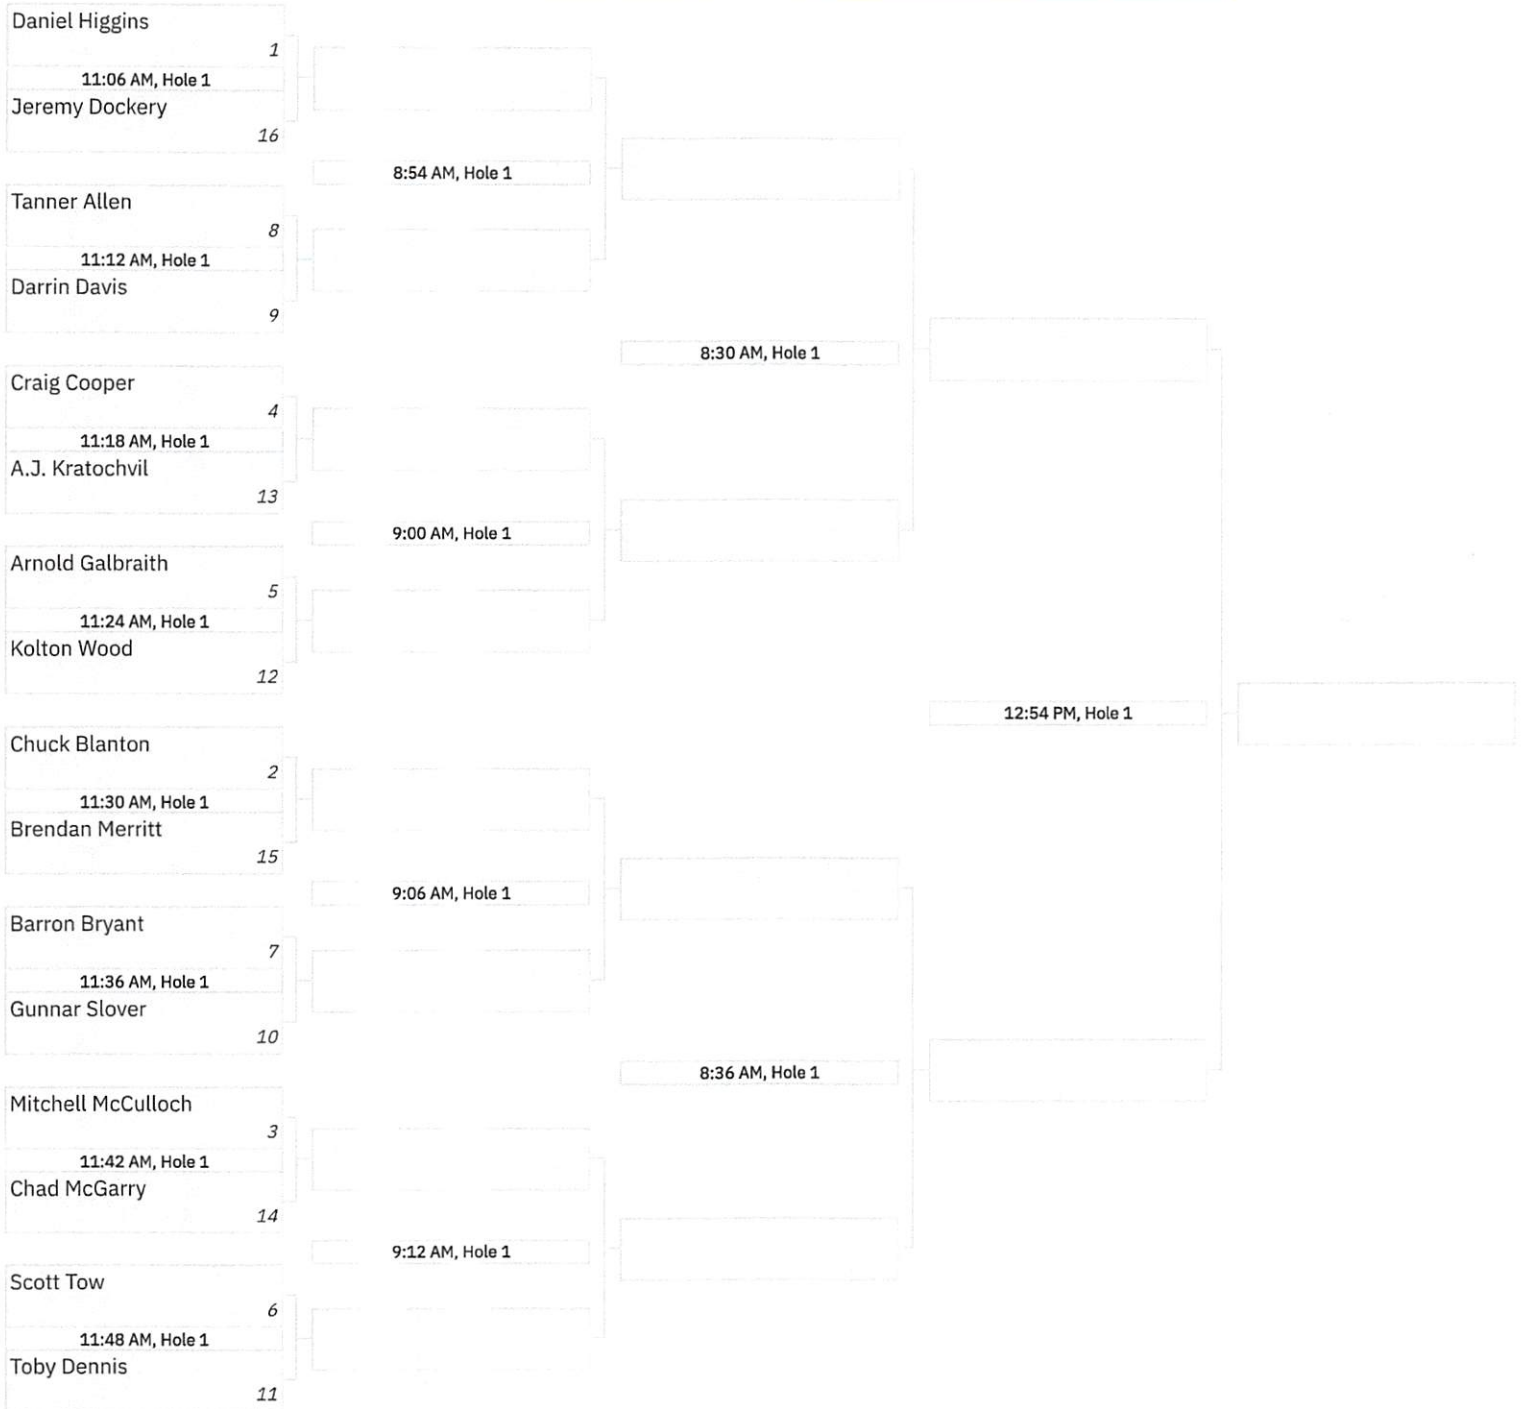 Daniel Higgins
1
11:06 AM, Hole 1
Jeremy Dockery
16
8:54 AM, Hole 1
Tanner Allen
8
11:12 AM, Hole 1
Darrin Davis
9
8:30 AM, Hole 1
Craig Cooper
4
11:18 AM, Hole 1
A.J. Kratochvil
13
9:00 AM, Hole 1
Arnold Galbraith
5
11:24 AM, Hole 1
Kolton Wood
12
12:54 PM, Hole 1
Chuck Blanton
2
11:30 AM, Hole 1
Brendan Merritt
15
9:06 AM, Hole 1
Barron Bryant
7
11:36 AM, Hole 1
Gunnar Slover
10
8:36 AM, Hole 1
Mitchell McCulloch
3
11:42 AM, Hole 1
Chad McGarry
14
9:12 AM, Hole 1
Scott Tow
6
11:48 AM, Hole 1
Toby Dennis
11